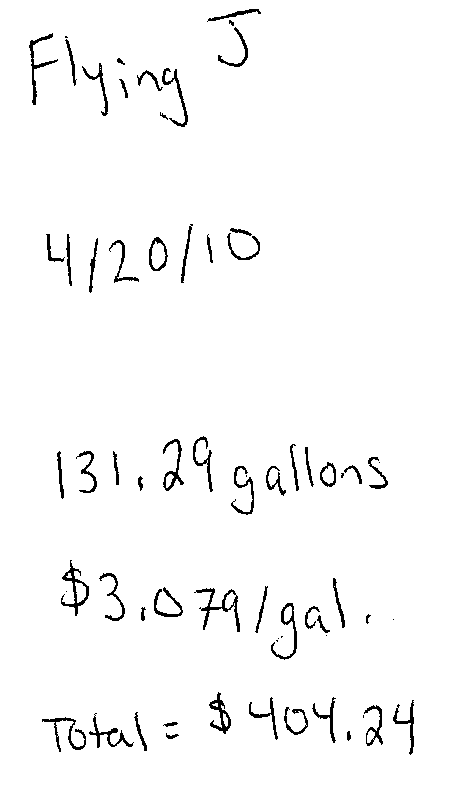 Flying J
4/20/10
131.29 gallons
$3.079/gal.
Total = $404.24